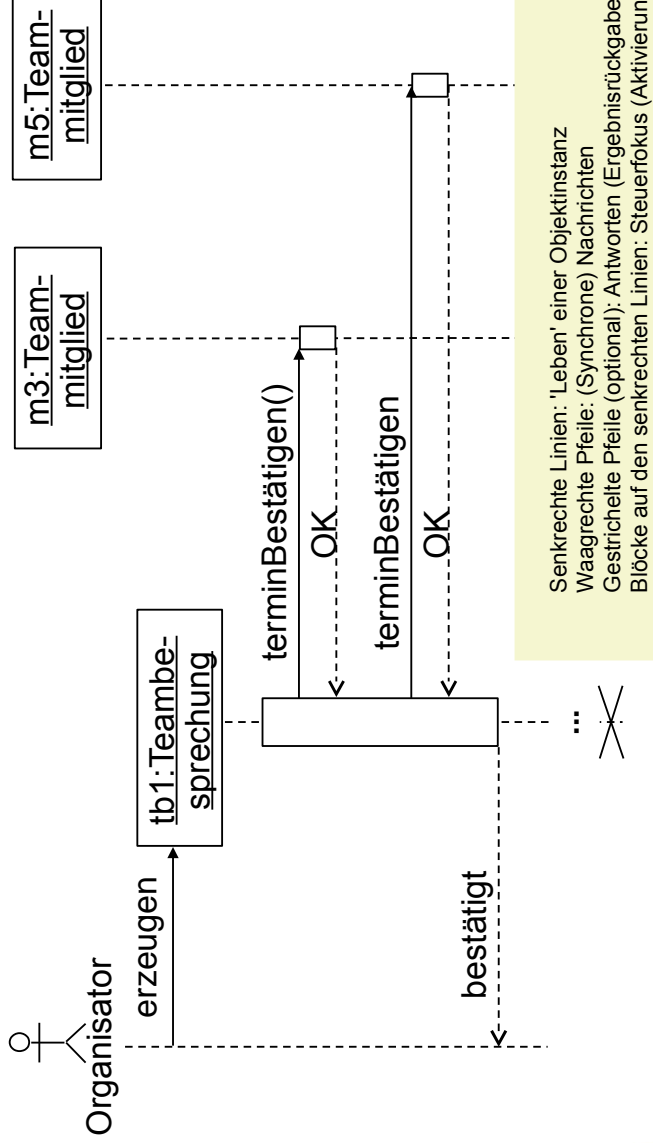 Organisator
erzeugen
tb1:Teambe-
sprechung
m3:Team-
mitglied
m5:Team-
mitglied
terminBestätigen()
OK
terminBestätigen
OK
bestätigt
...
Senkrechte Linien: 'Leben' einer Objektinstanz
Waagrechte Pfeile: (Synchrone) Nachrichten
Gestrichelte Pfeile (optional): Antworten (Ergebnisrückgabe
Blöcke auf den senkrechten Linien: Steuerfokus (Aktivierun